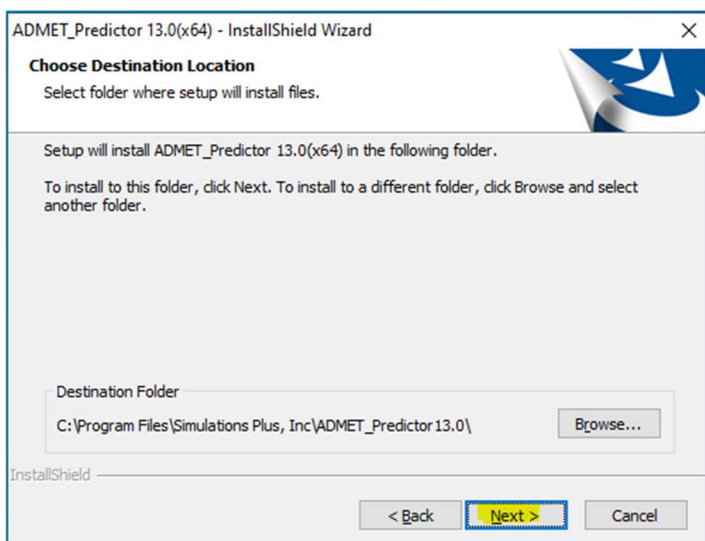 ADMET_Predictor 13.0(x64) - InstallShield Wizard
Choose Destination Location
Select folder where setup will install files.
Setup will install ADMET_Predictor 13.0(x64) in the following folder.
To install to this folder, click Next. To install to a different folder, click Browse and select
another folder.
Destination Folder
C:\Program Files\Simulations Plus, Inc\ADMET_Predictor13.0\
Browse...
InstallShield
< Back
Next >
Cancel